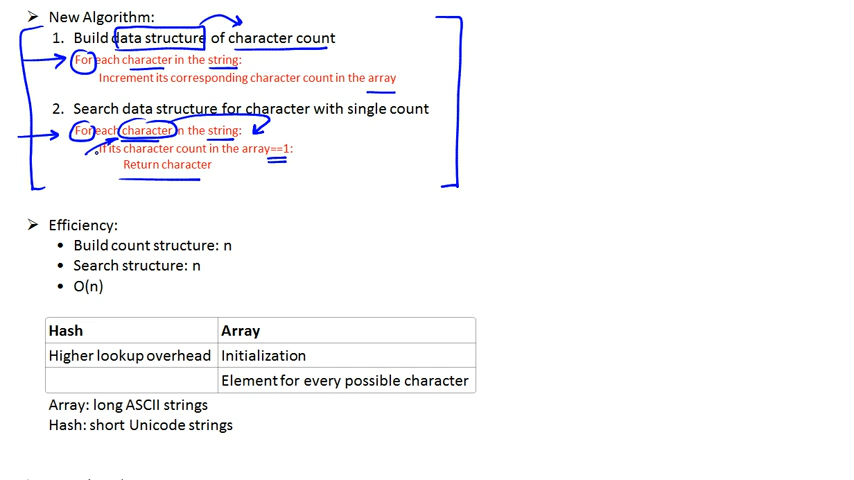 ➢ New Algorithm:
1. Build data structure of character count
For each character in the string:
Increment its corresponding character count in the array
2. Search data structure for character with single count
For each character in the string:
If its character count in the array==1:
Return character
➢ Efficiency:
• Build count structure: n
• Search structure: n
• O(n)
Hash Array
Higher lookup overhead Initialization
Element for every possible character
Array: long ASCII strings
Hash: short Unicode strings